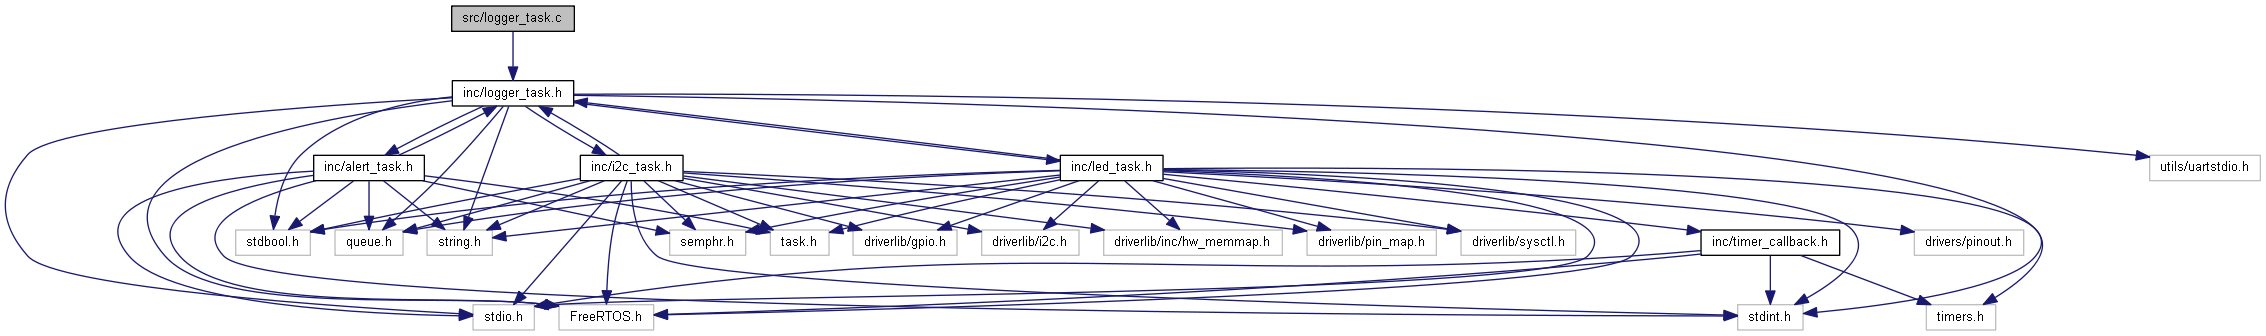 src/logger_task.c
inc/logger_task.h
inc/alert_task.h
inc/i2c_task.h
inc/led_task.h
utils/uartstdio.h
stdbool.h
queue.h
string.h
semphr.h
task.h
driverlib/gpio.h
driverlib/i2c.h
driverlib/inc/hw_memmap.h
driverlib/pin_map.h
driverlib/sysctl.h
inc/timer_callback.h
drivers/pinout.h
stdio.h
FreeRTOS.h
stdint.h
timers.h